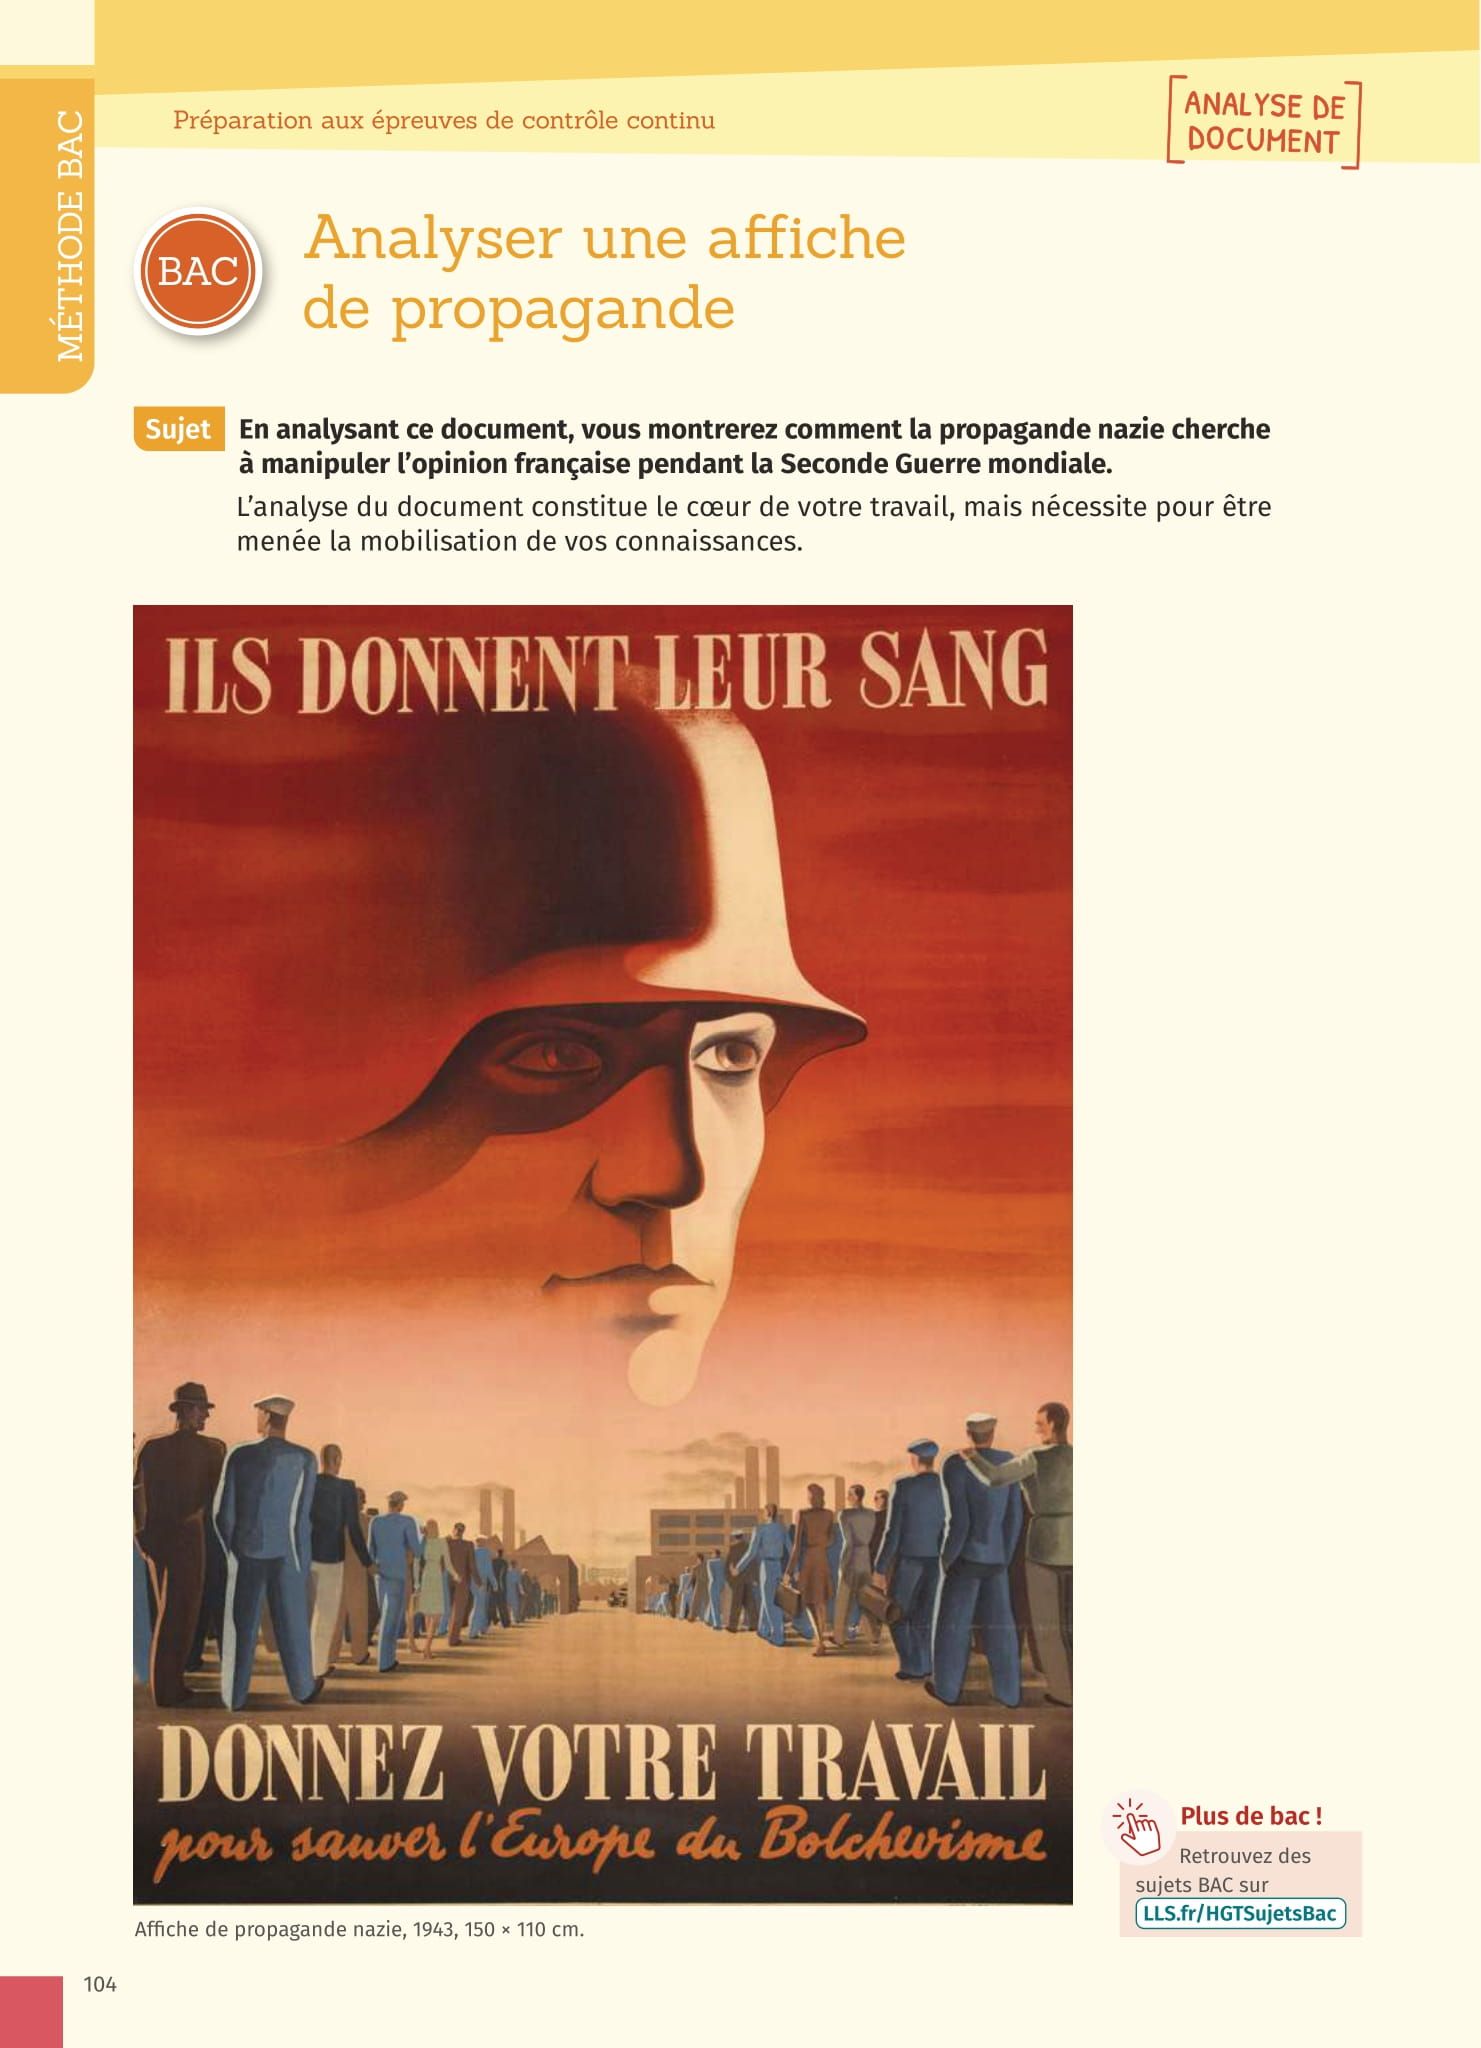 MÉTHODE BAC
Préparation aux épreuves de contrôle continu
ANALYSE DE
DOCUMENT
BAC
Analyser une affiche
de propagande
Sujet
En analysant ce document, vous montrerez comment la propagande nazie cherche
à manipuler l’opinion française pendant la Seconde Guerre mondiale.
L’analyse du document constitue le cœur de votre travail, mais nécessite pour être
menée la mobilisation de vos connaissances.
ILS DONNENT LEUR SANG
DONNEZ VOTRE TRAVAIL
pour sauver l'Europe du Bolchevisme
Affiche de propagande nazie, 1943, 150 × 110 cm.
Plus de bac !
Retrouvez des
sujets BAC sur
LLS.fr/HGTSujetsBac
104